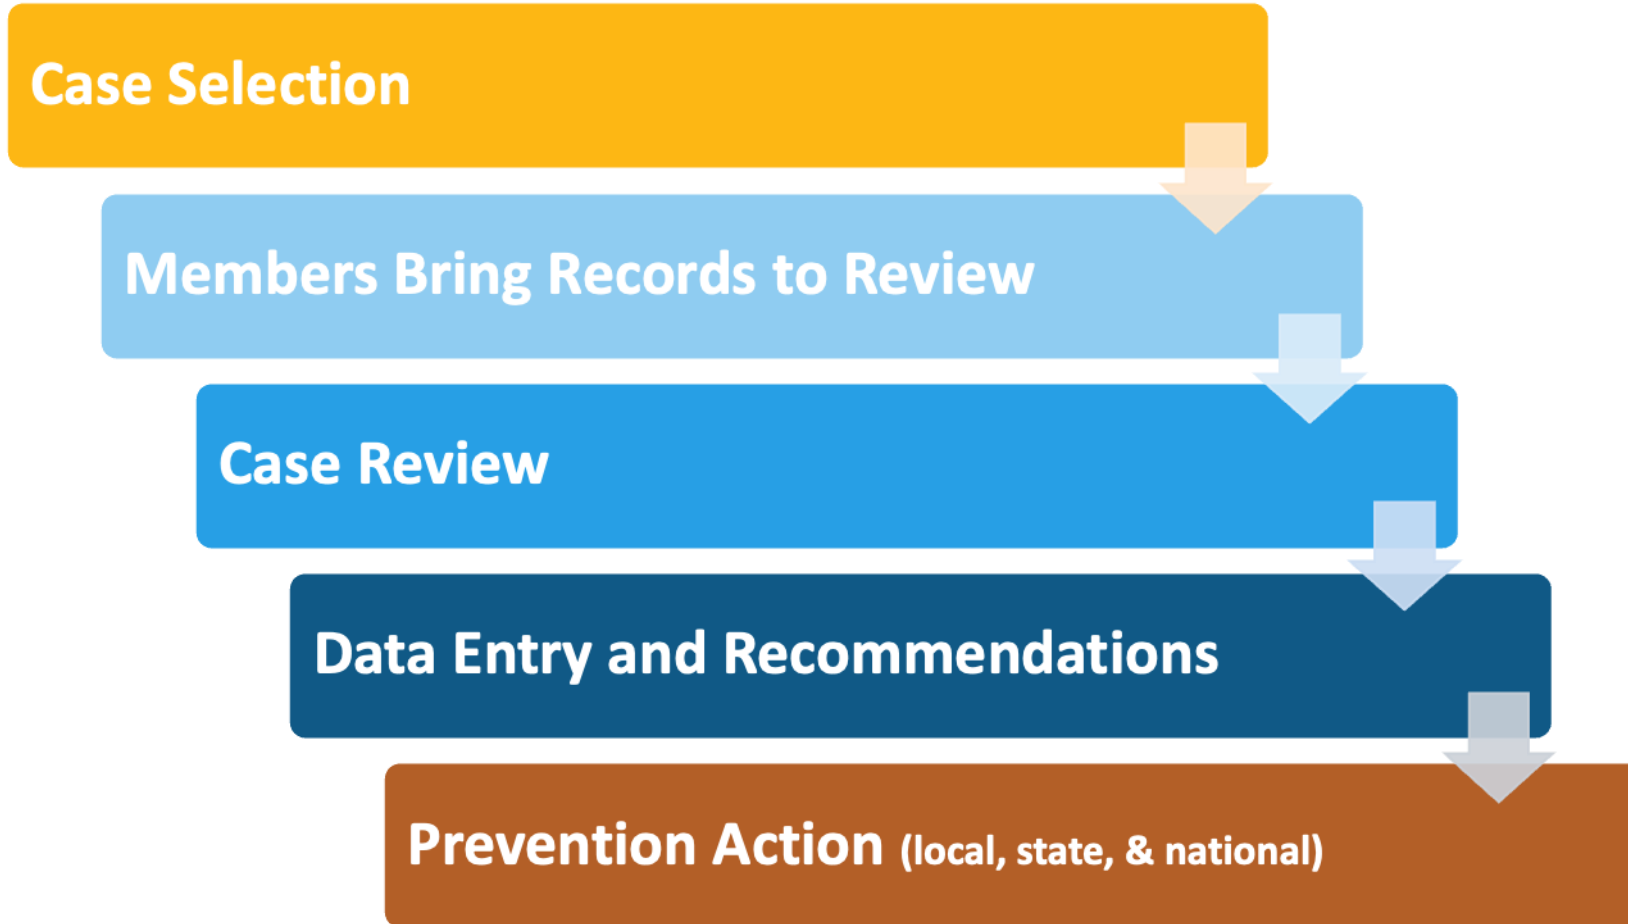 Case Selection
Members Bring Records to Review
Case Review
Data Entry and Recommendations
Prevention Action (local, state, & national)